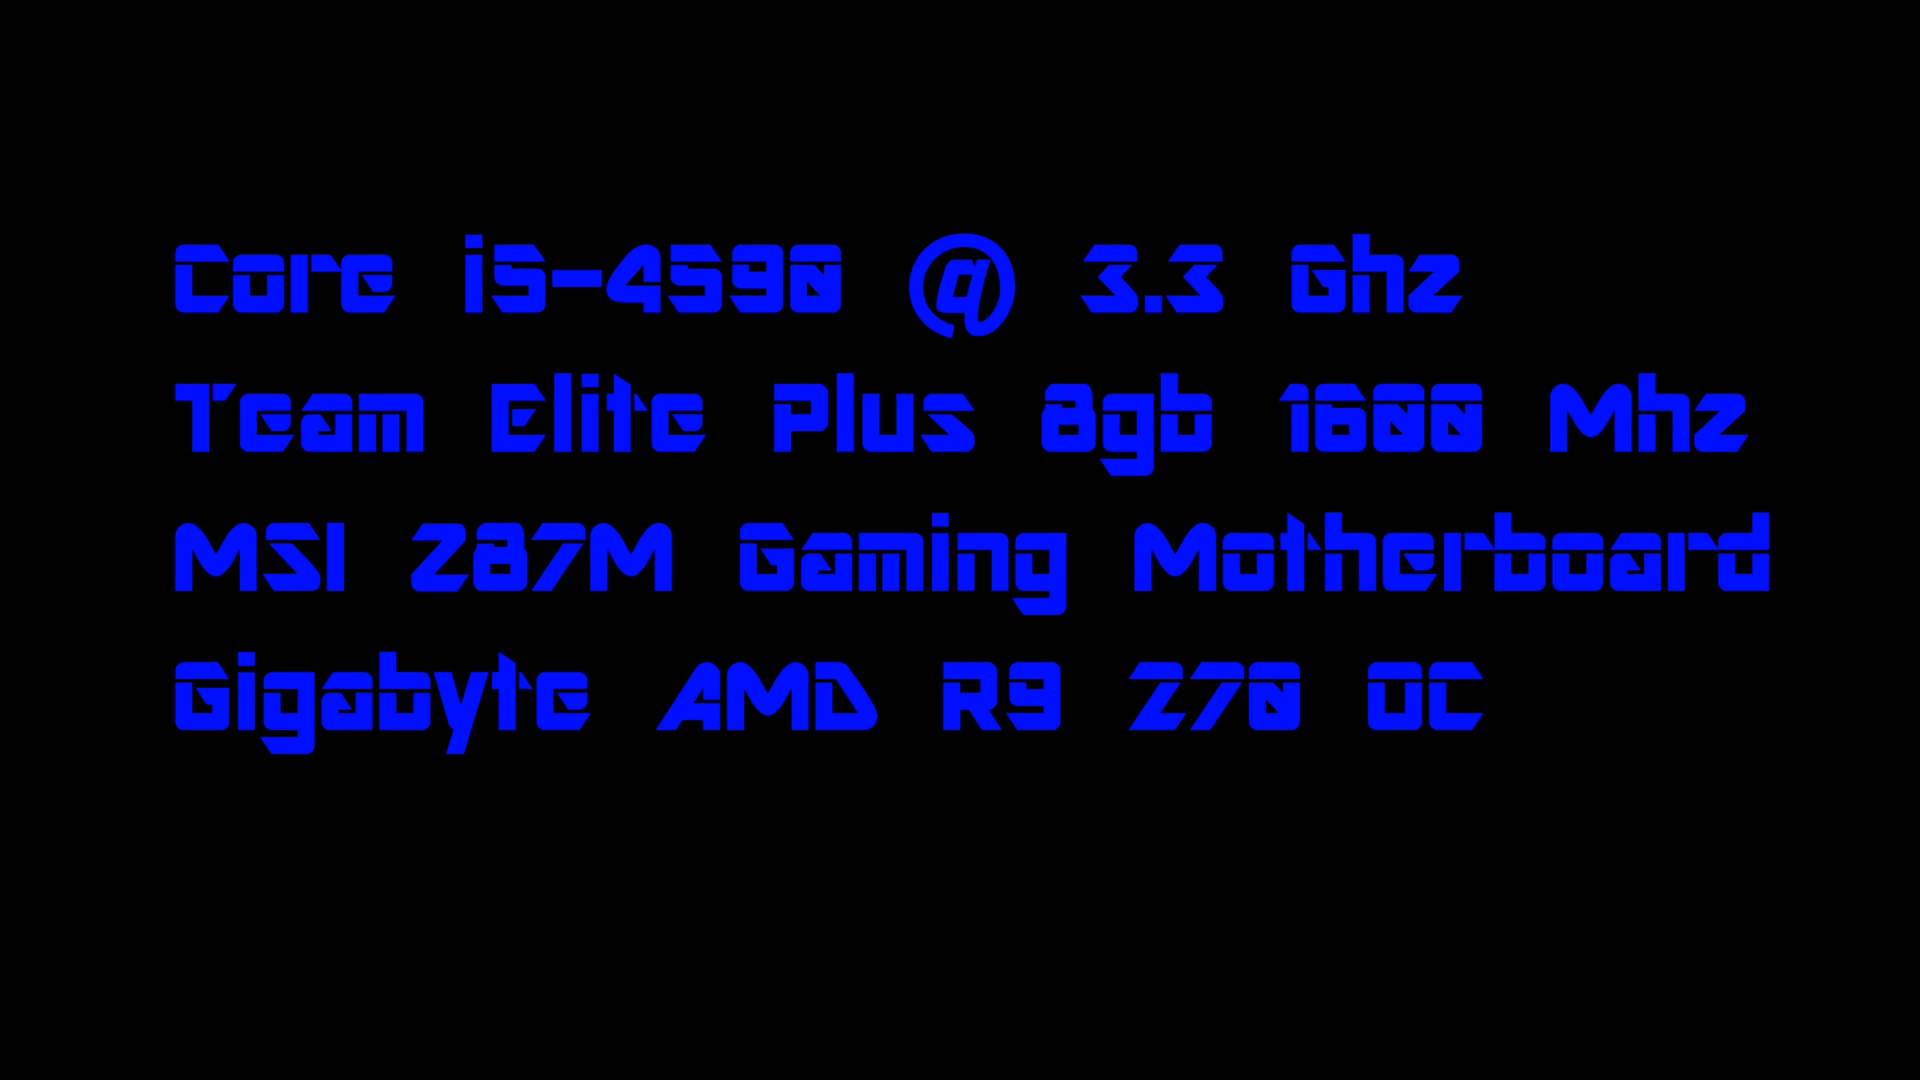 Core i5-4590 @ 3.3 Ghz
Team Elite Plus 8gb 1600 Mhz
MSI Z87M Gaming Motherboard
Gigabyte AMD R9 270 OC